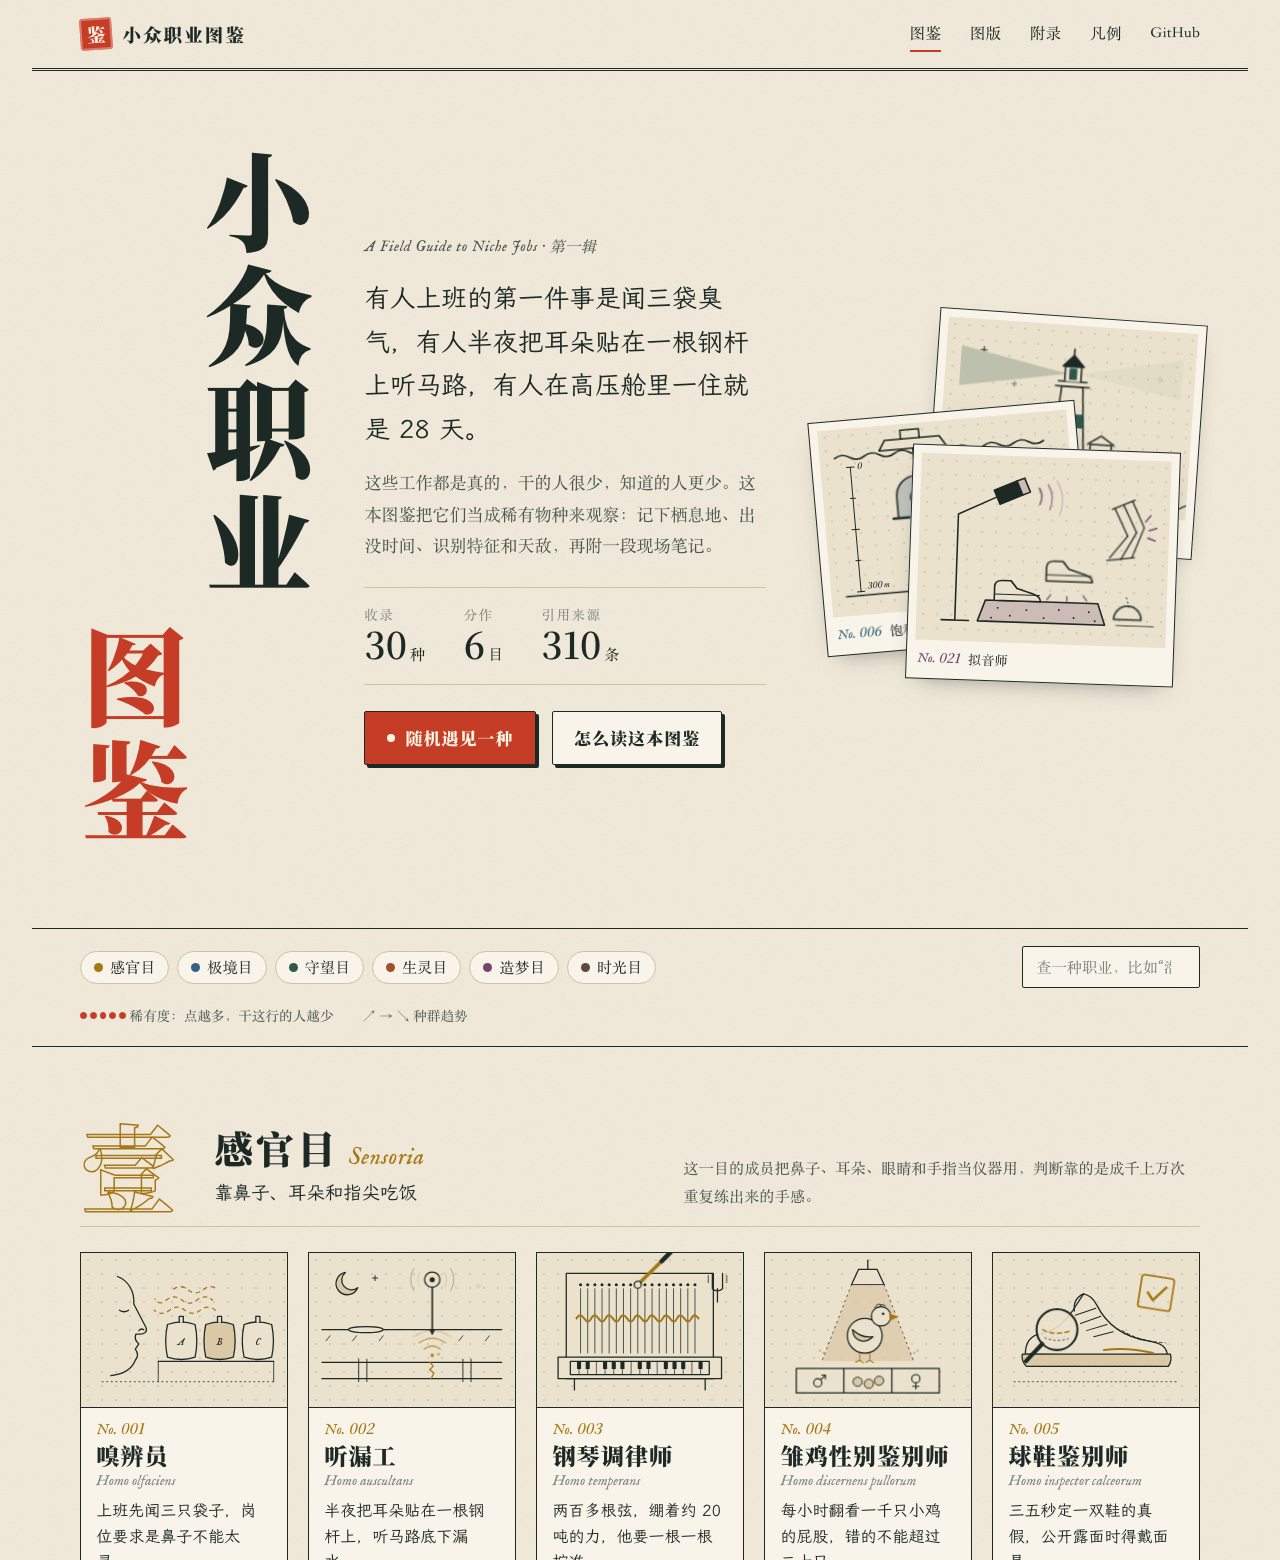 鉴 小众职业图鉴
图鉴 图版 附录 凡例 GitHub
小众职业
图鉴
A Field Guide to Niche Jobs · 第一辑
有人上班的第一件事是闻三袋臭
气，有人半夜把耳朵贴在一根钢杆
上听马路，有人在高压舱里一住就
是 28 天。
这些工作都是真的，干的人很少，知道的人更少。这
本图鉴把它们当成稀有物种来观察：记下栖息地、出
没时间、识别特征和天敌，再附一段现场笔记。
收录 分作 引用来源
30 种 6 目 310 条
随机遇见一种 怎么读这本图鉴
0
300 m
No. 006
No. 021 拟音师
感官目 极境目 守望目 生灵目 造梦目 时光目
查一种职业，比如“
稀有度：点越多，干这行的人越少 ↗ → ↘ 种群趋势
壹
感官目 Sensoria
靠鼻子、耳朵和指尖吃饭
这一目的成员把鼻子、耳朵、眼睛和手指当仪器用，判断靠的是成千上万次
重复练出来的手感。
A B C
♂ ♀
No. 001
嗅辨员
Homo olfaciens
上班先闻三只袋子，岗
位要求是鼻子不能太
No. 002
听漏工
Homo auscultans
半夜把耳朵贴在一根钢
杆上，听马路底下漏
No. 003
钢琴调律师
Homo temperans
两百多根弦，绷着约 20
吨的力，他要一根一根
No. 004
雏鸡性别鉴别师
Homo discernens pullorum
每小时翻看一千只小鸡
的屁股，错的不能超过
No. 005
球鞋鉴别师
Homo inspector calceorum
三五秒定一双鞋的真
假，公开露面时得戴面